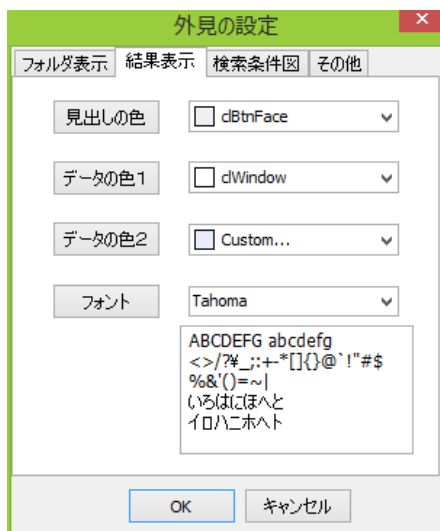 外見の設定
フォルダ表示 結果表示 検索条件図 その他
見出しの色 clBtnFace
データの色1 clWindow
データの色2 Custom...
フォント Tahoma
ABCDEFG abcdefg
<>/?¥_;:+-*[]{}@`!"#$
%&'()=~|
いろはにほへと
イロハニホヘト
OK キャンセル